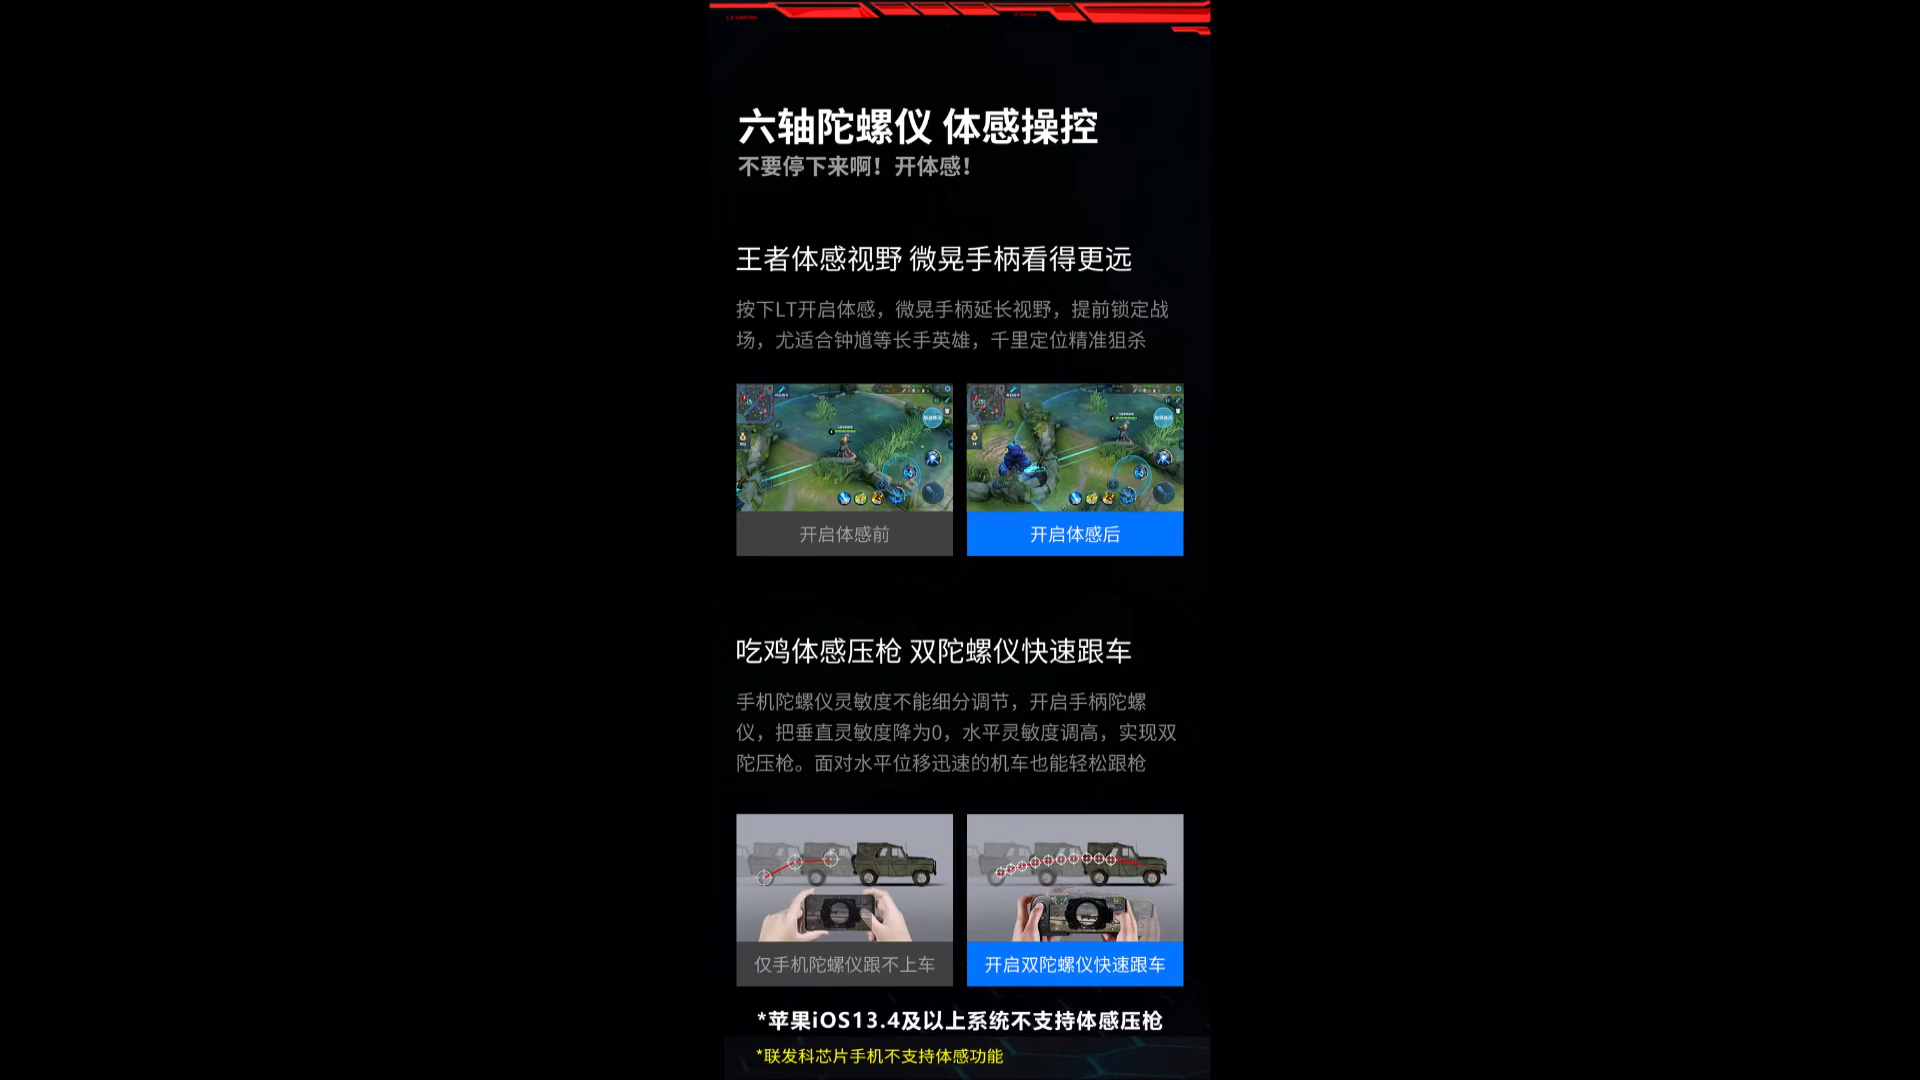 六轴陀螺仪 体感操控
不要停下来啊！开体感！
王者体感视野 微晃手柄看得更远
按下LT开启体感，微晃手柄延长视野，提前锁定战
场，尤适合钟馗等长手英雄，千里定位精准狙杀
开启体感前
开启体感后
吃鸡体感压枪 双陀螺仪快速跟车
手机陀螺仪灵敏度不能细分调节，开启手柄陀螺
仪，把垂直灵敏度降为0，水平灵敏度调高，实现双
陀压枪。面对水平位移迅速的机车也能轻松跟枪
仅手机陀螺仪跟不上车
开启双陀螺仪快速跟车
*苹果iOS13.4及以上系统不支持体感压枪
*联发科芯片手机不支持体感功能